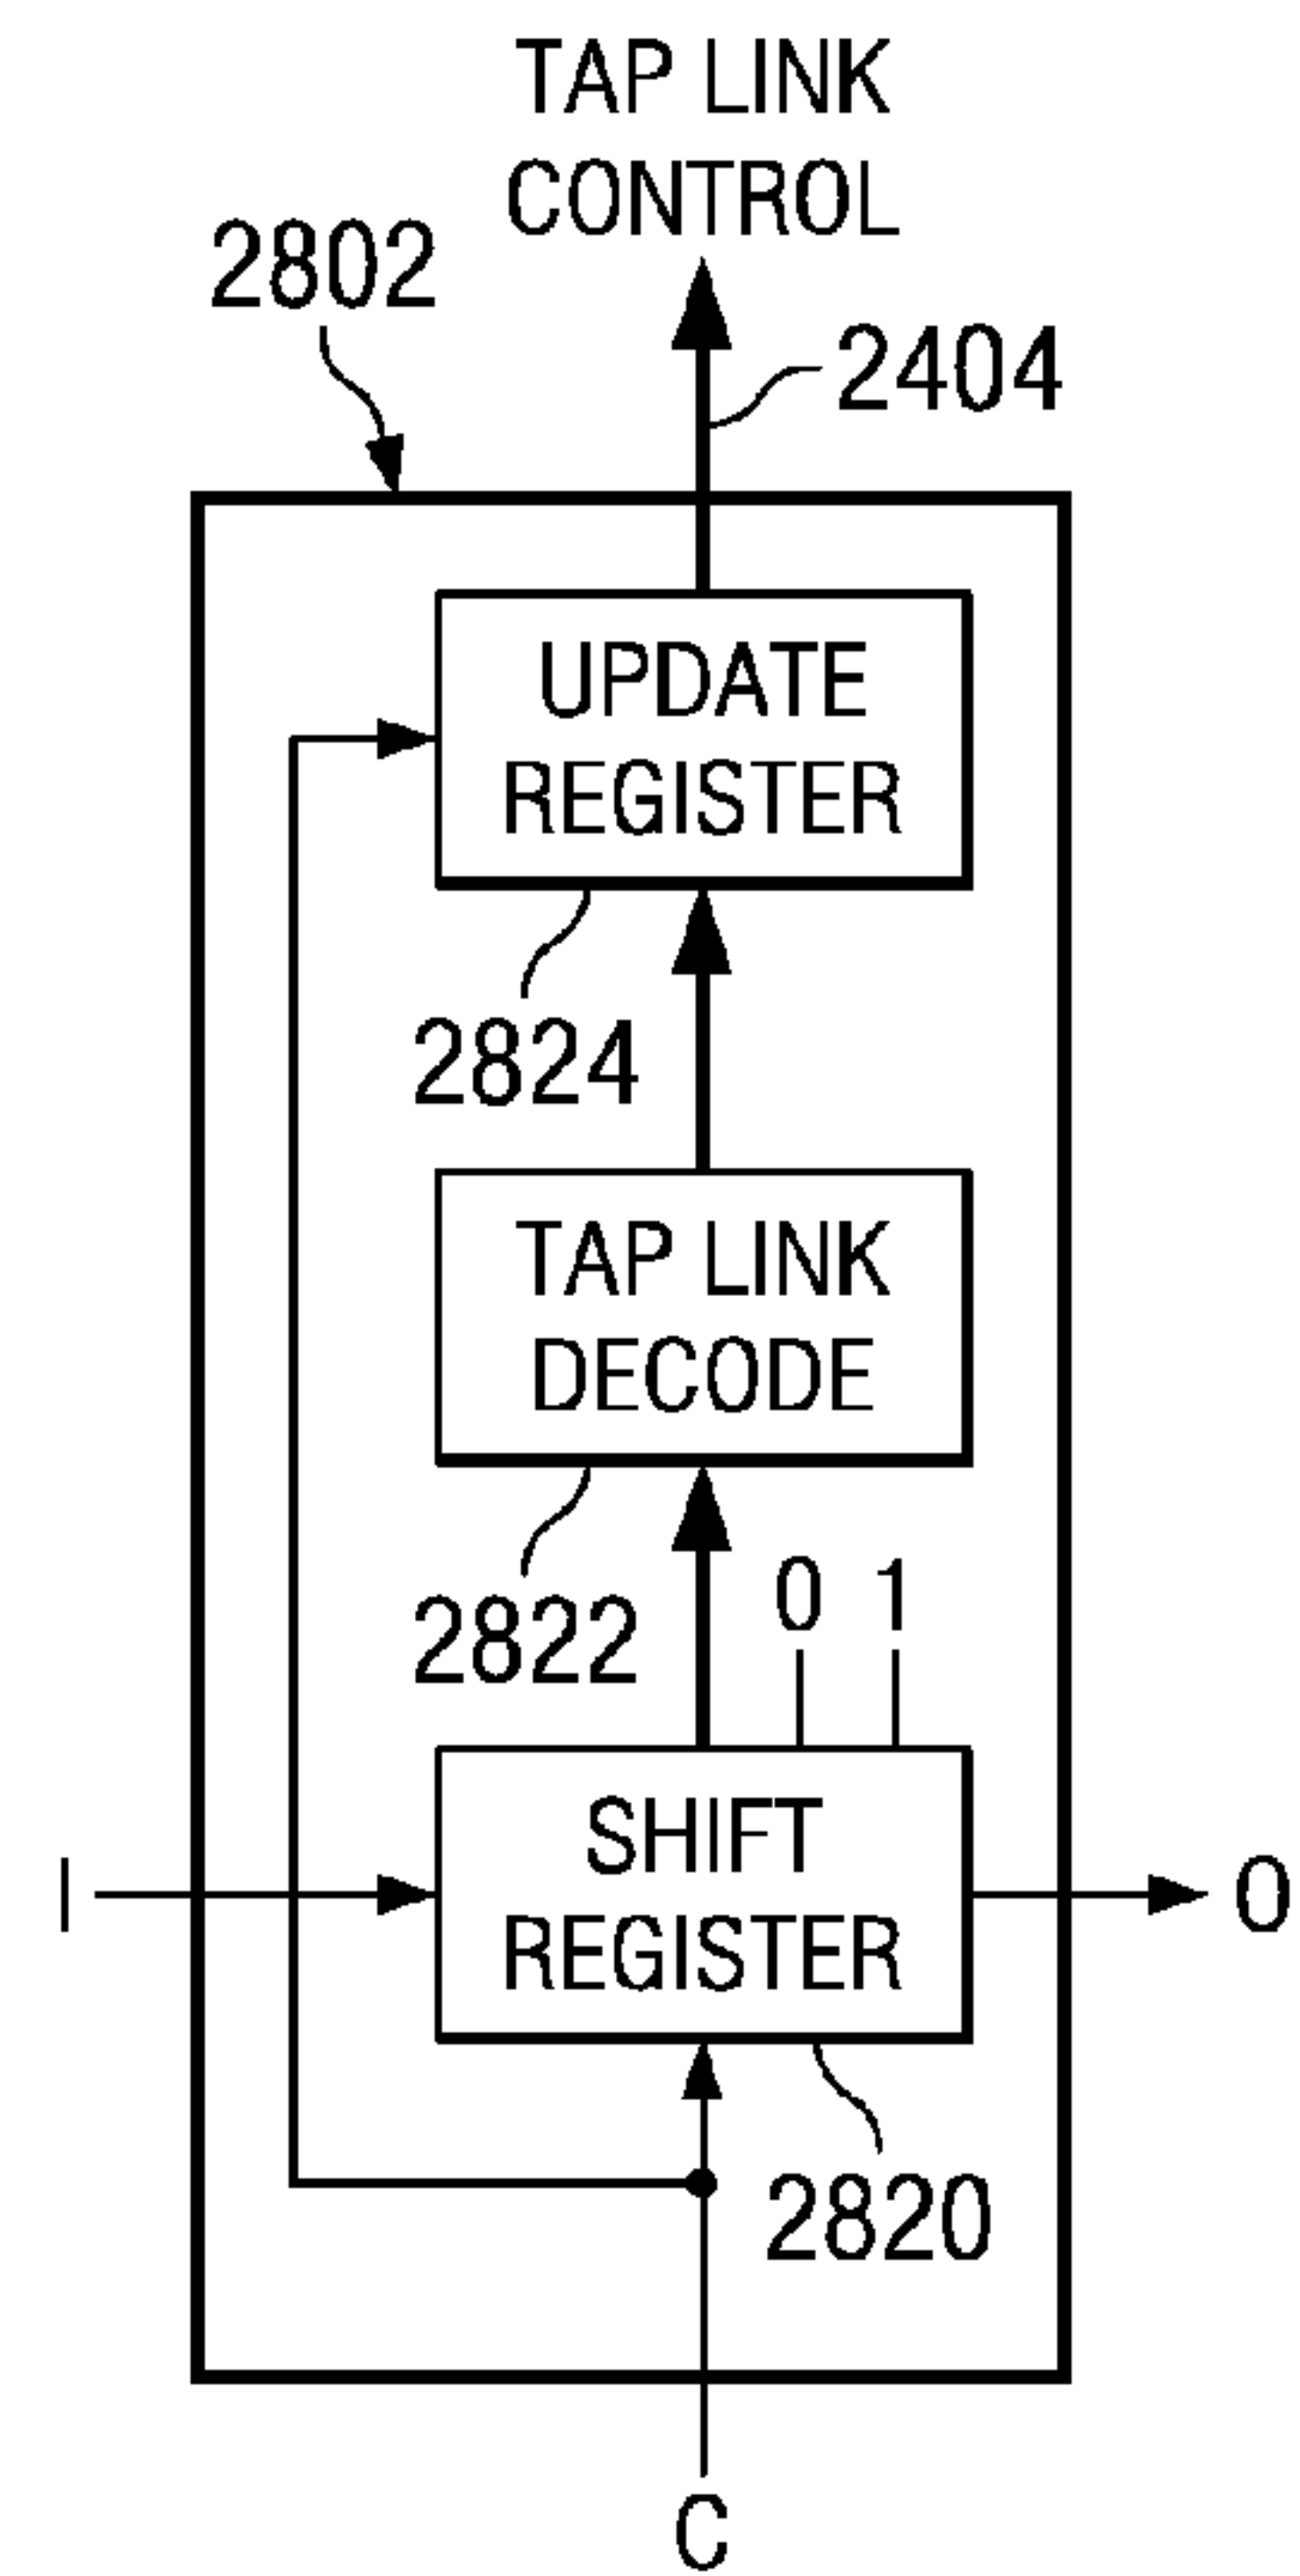 TAP LINK
CONTROL
2802
2404
UPDATE
REGISTER
2824
TAP LINK
DECODE
2822
0 1
SHIFT
REGISTER
I
O
2820
C